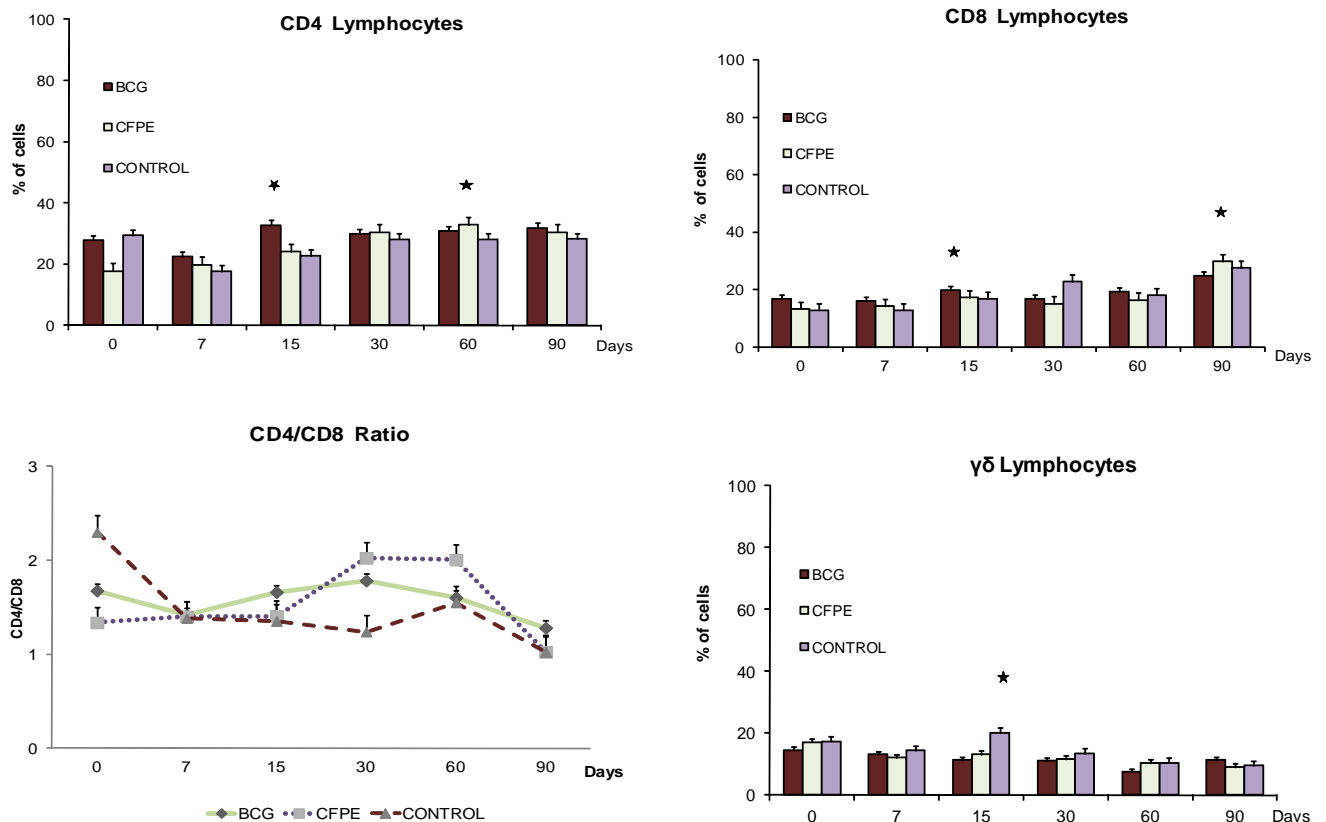 CD4 Lymphocytes
100
80
60
40
20
0
% of cells
BCG
CFPE
CONTROL
0 7 15 30 60 90 Days
CD8 Lymphocytes
100
80
60
40
20
0
% of cells
BCG
CFPE
CONTROL
0 7 15 30 60 90 Days
CD4/CD8 Ratio
3
2
1
0
CD4/CD8
0 7 15 30 60 90 Days
BCG CFPE CONTROL
γδ Lymphocytes
100
80
60
40
20
0
% of cells
BCG
CFPE
CONTROL
0 7 15 30 60 90 Days